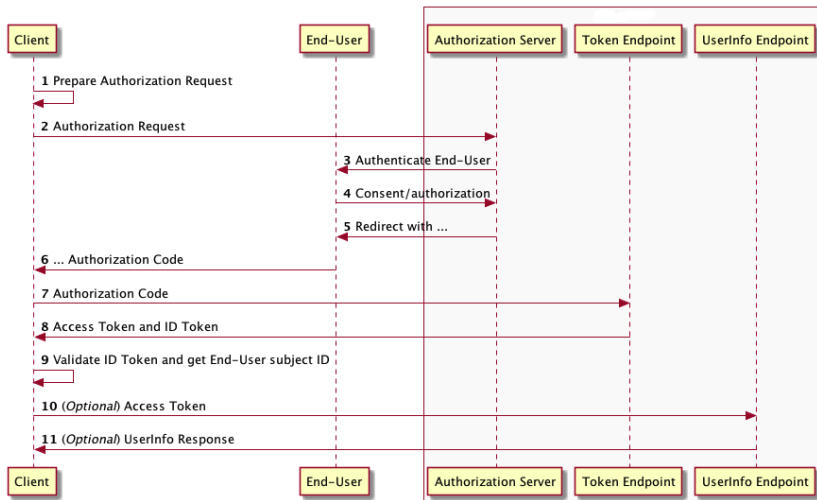 Client End-User Authorization Server Token Endpoint UserInfo Endpoint
1 Prepare Authorization Request
2 Authorization Request
3 Authenticate End-User
4 Consent/authorization
5 Redirect with ...
6 ... Authorization Code
7 Authorization Code
8 Access Token and ID Token
9 Validate ID Token and get End-User subject ID
10 (Optional) Access Token
11 (Optional) UserInfo Response
Client End-User Authorization Server Token Endpoint UserInfo Endpoint